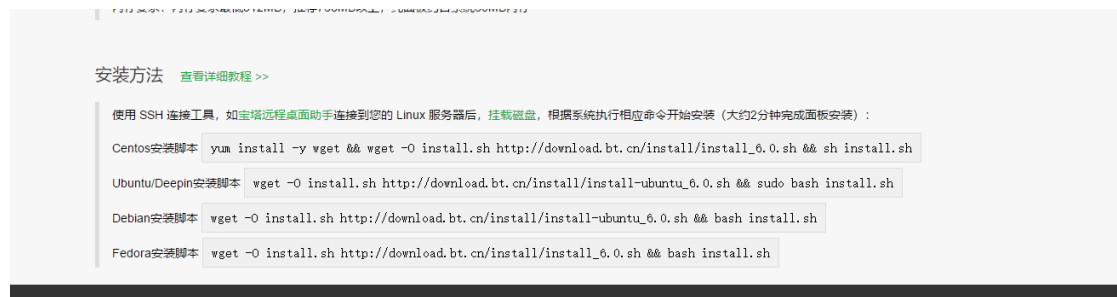 安装方法 查看详细教程 >>
使用 SSH 连接工具，如宝塔远程桌面助手连接到您的 Linux 服务器后，挂载磁盘，根据系统执行相应命令开始安装（大约2分钟完成面板安装）：
Centos安装脚本 yum install -y wget && wget -O install.sh http://download.bt.cn/install/install_6.0.sh && sh install.sh
Ubuntu/Deepin安装脚本 wget -O install.sh http://download.bt.cn/install/install-ubuntu_6.0.sh && sudo bash install.sh
Debian安装脚本 wget -O install.sh http://download.bt.cn/install/install-ubuntu_6.0.sh && bash install.sh
Fedora安装脚本 wget -O install.sh http://download.bt.cn/install/install_6.0.sh && bash install.sh